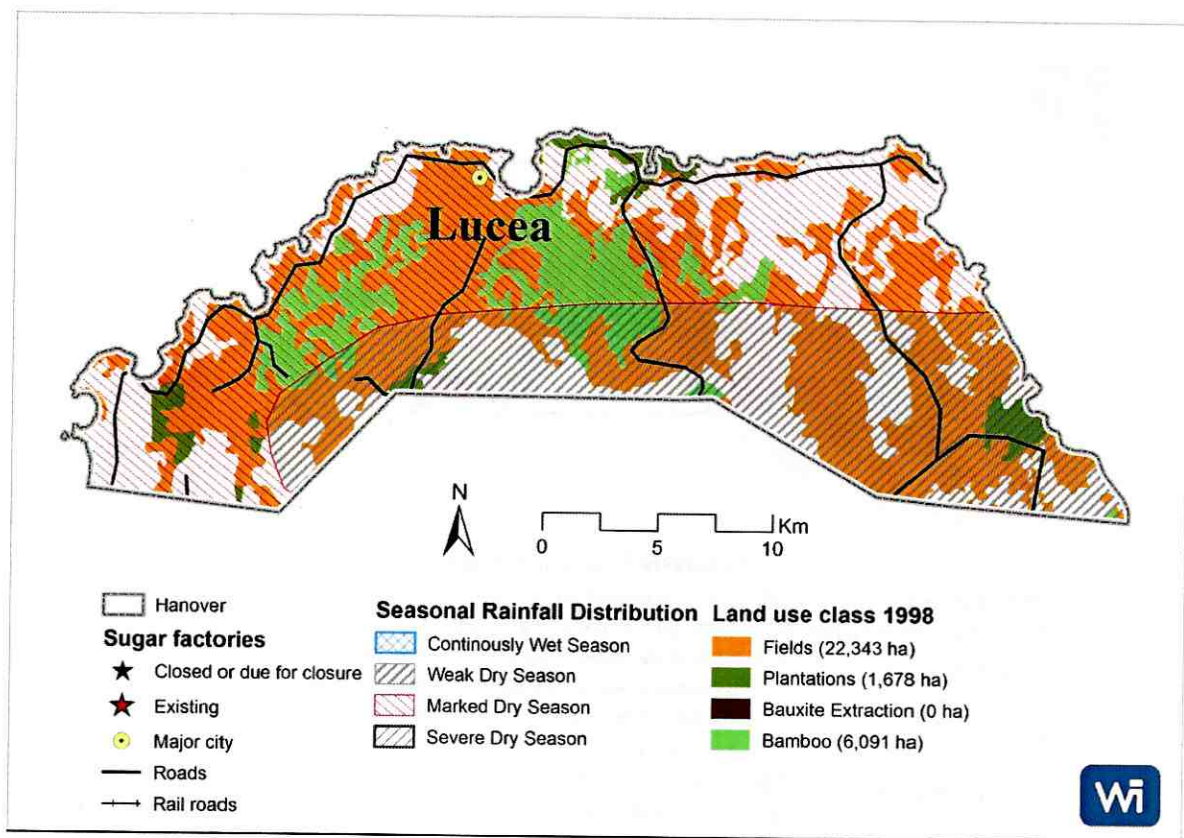 Lucea
N
Km
0 5 10
Hanover
Sugar factories
Closed or due for closure
Existing
Major city
Roads
Rail roads
Seasonal Rainfall Distribution
Continously Wet Season
Weak Dry Season
Marked Dry Season
Severe Dry Season
Land use class 1998
Fields (22,343 ha)
Plantations (1,678 ha)
Bauxite Extraction (0 ha)
Bamboo (6,091 ha)
Wi